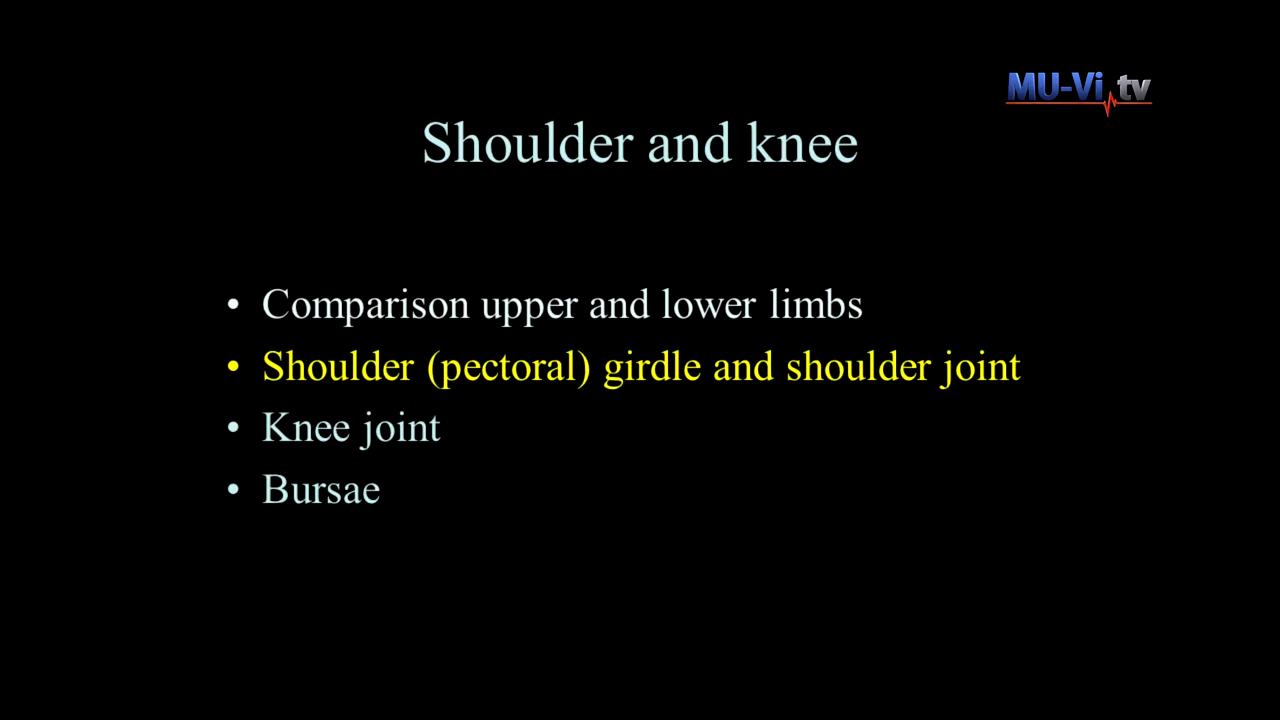 MU-Vi tv
Shoulder and knee
• Comparison upper and lower limbs
• Shoulder (pectoral) girdle and shoulder joint
• Knee joint
• Bursae